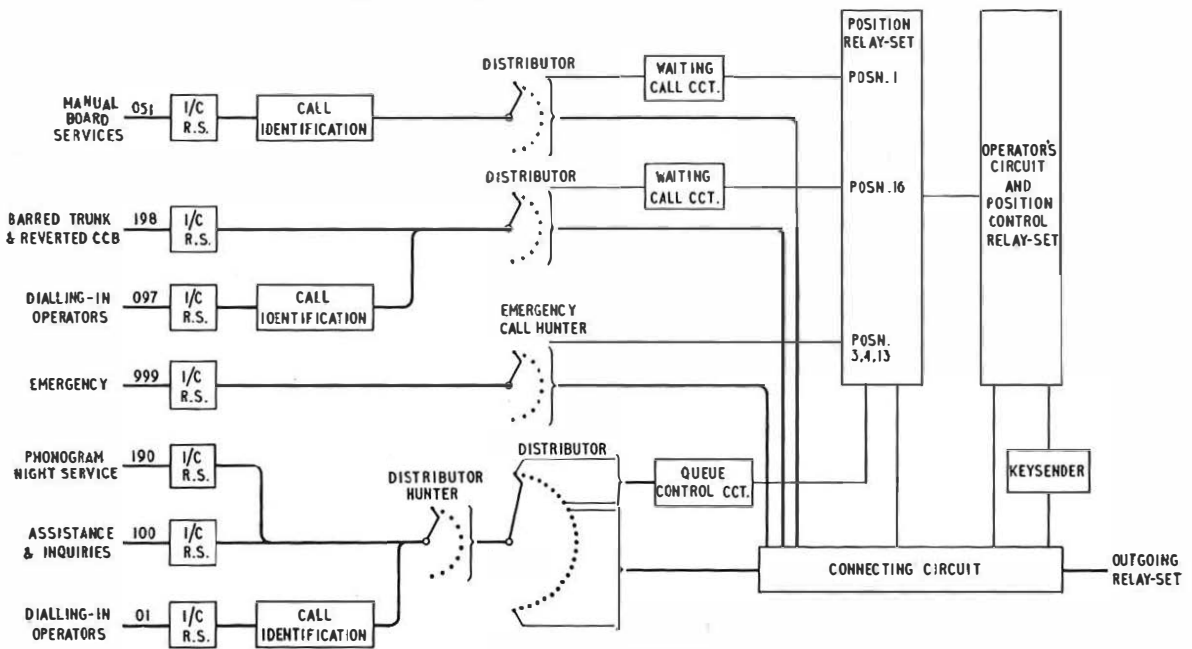 POSITION
RELAY-SET
DISTRIBUTOR
WAITING
CALL CCT.
POSN. 1
MANUAL
BOARD
SERVICES
051
I/C
R.S.
CALL
IDENTIFICATION
OPERATOR'S
CIRCUIT
AND
POSITION
CONTROL
RELAY-SET
DISTRIBUTOR
WAITING
CALL CCT.
POSN. 16
BARRED TRUNK
& REVERTED CCB
198
I/C
R.S.
DIALLING-IN
OPERATORS
097
I/C
R.S.
CALL
IDENTIFICATION
EMERGENCY
CALL HUNTER
POSN.
3,4,13
EMERGENCY
999
I/C
R.S.
PHONOGRAM
NIGHT SERVICE
190
I/C
R.S.
DISTRIBUTOR
HUNTER
DISTRIBUTOR
QUEUE
CONTROL CCT.
KEYSENDER
ASSISTANCE
& INQUIRIES
100
I/C
R.S.
CONNECTING CIRCUIT
OUTGOING
RELAY-SET
DIALLING-IN
OPERATORS
01
I/C
R.S.
CALL
IDENTIFICATION